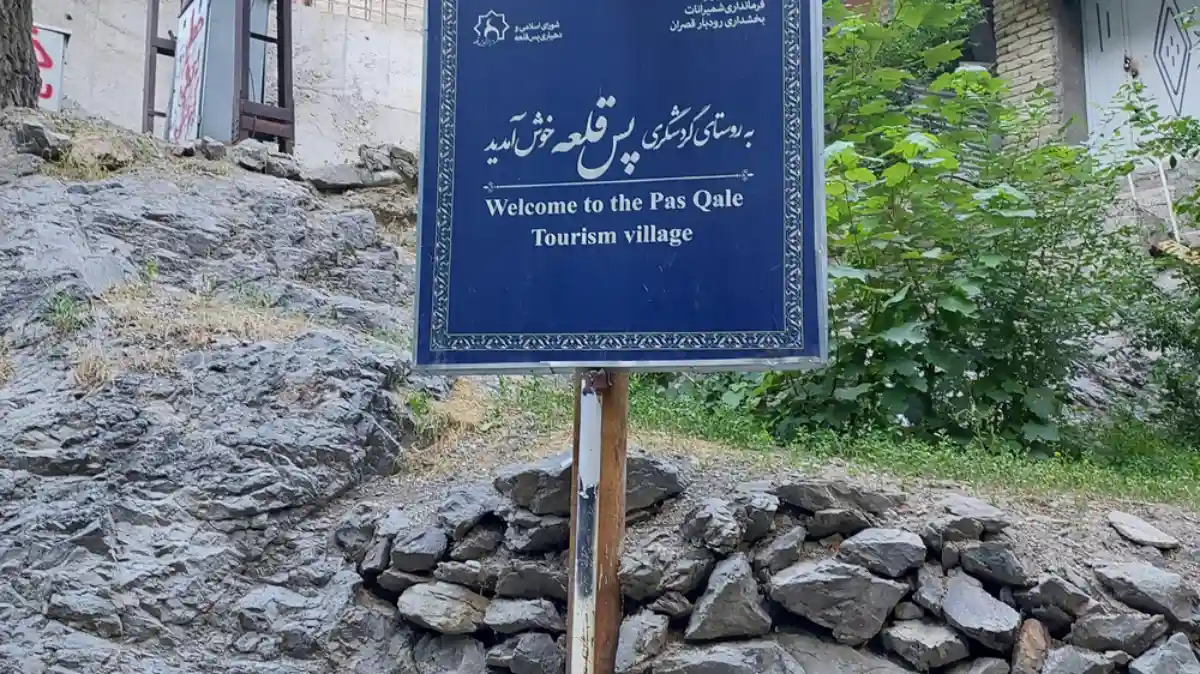 فرمانداری شمیرانات
بخشداری رودبار قصران
شورای اسلامی و
دهیاری پس قلعه
به روستای گردشگری پس قلعه خوش آمدید
Welcome to the Pas Qale
Tourism village